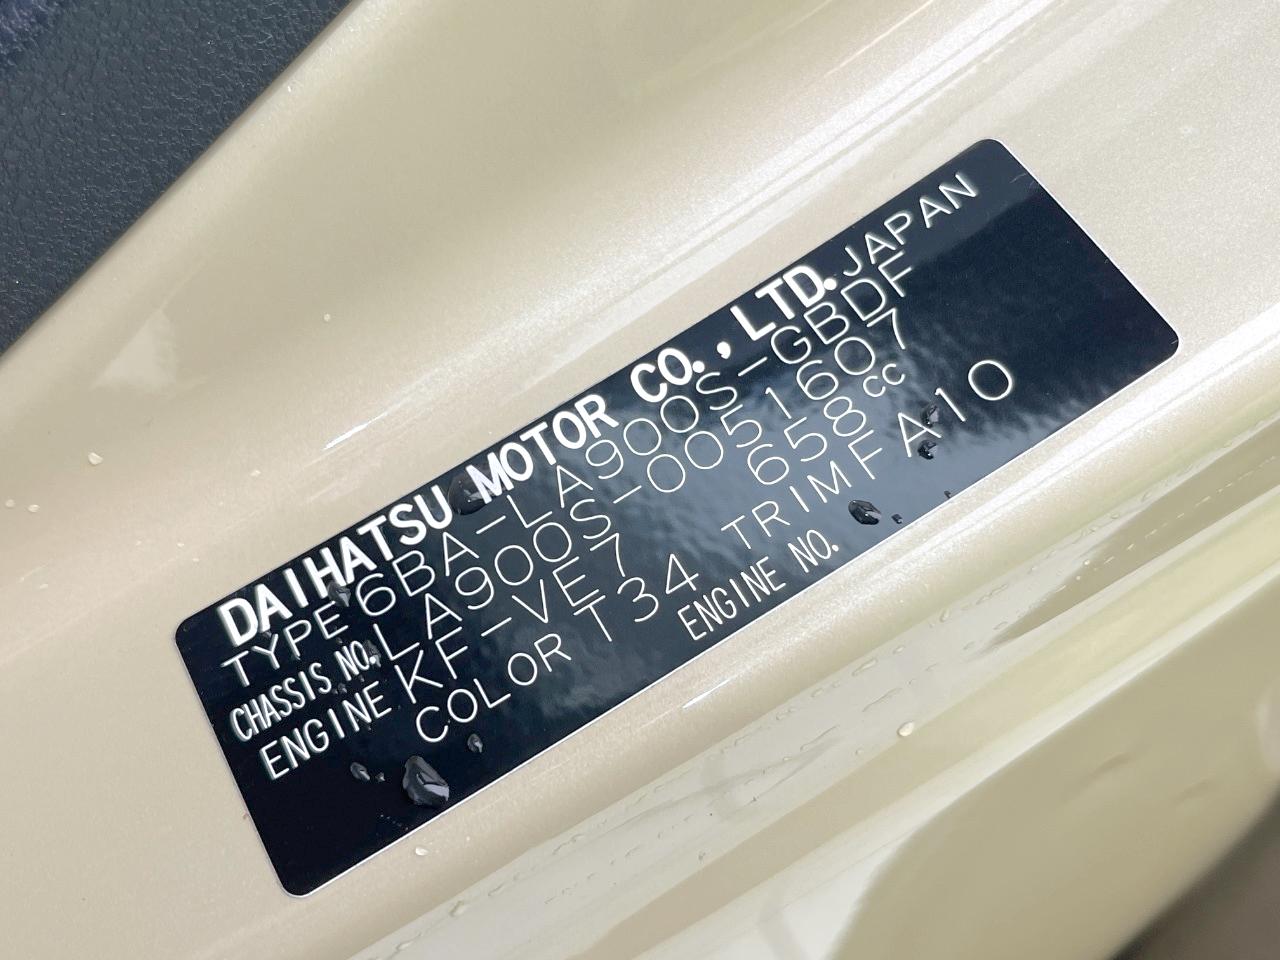 DAIHATSU MOTOR CO., LTD. JAPAN
TYPE 6BA-LA900S-GBDF
CHASSIS NO. LA900S-0051607
ENGINE KF-VE7 658cc
COLOR T34 TRIM FA10
ENGINE NO.